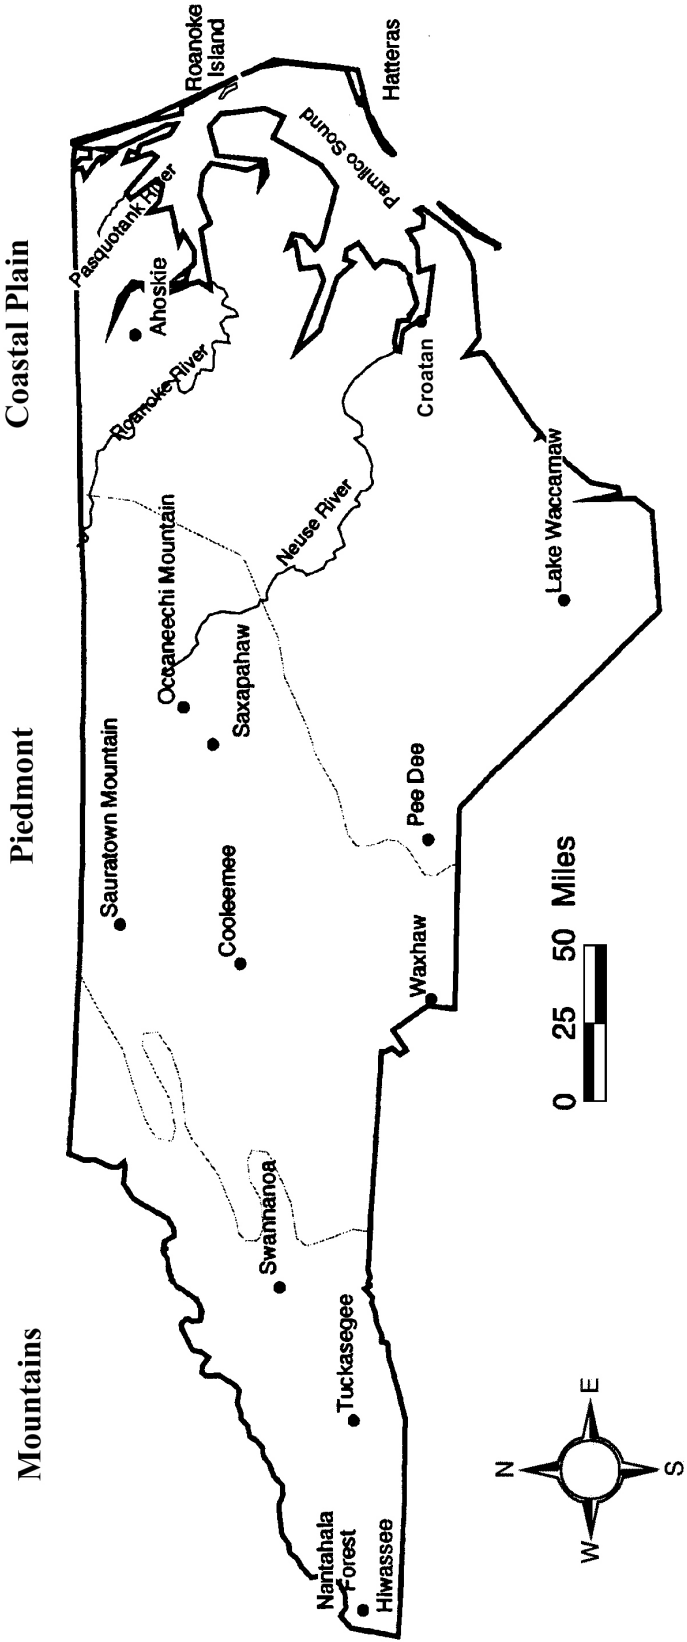 Mountains
Piedmont
Coastal Plain
Nantahala
Forest
Hiwassee
Tuckasegee
Swannanoa
Sauratown Mountain
Cooleemee
Waxhaw
Occaneechi Mountain
Saxapahaw
Pee Dee
Neuse River
Roanoke River
Ahoskie
Pasquotank River
Roanoke
Island
Hatteras
Pamlico Sound
Croatan
Lake Waccamaw
0 25 50 Miles
N
W E
S